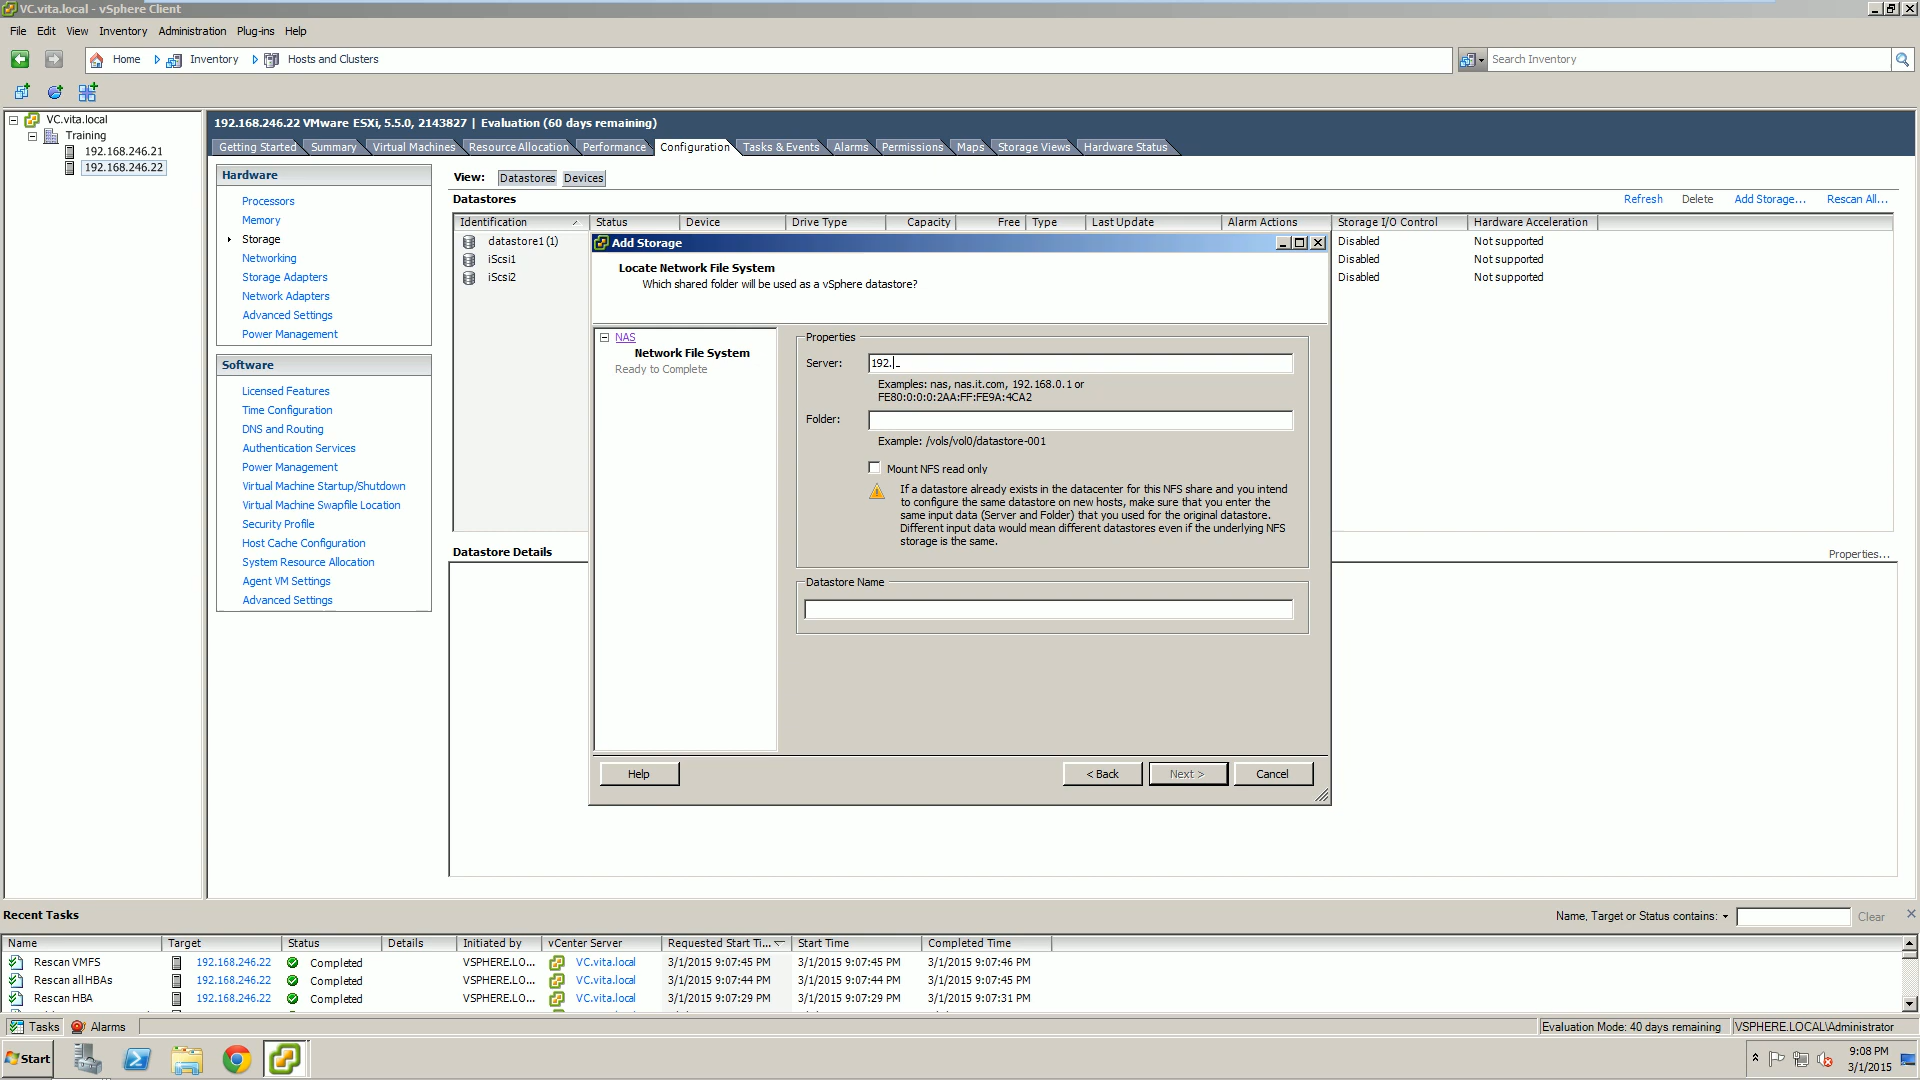 VC.vita.local - vSphere Client
File Edit View Inventory Administration Plug-ins Help
Home Inventory Hosts and Clusters
Search Inventory
VC.vita.local
Training
192.168.246.21
192.168.246.22
192.168.246.22 VMware ESXi, 5.5.0, 2143827 | Evaluation (60 days remaining)
Getting Started Summary Virtual Machines Resource Allocation Performance Configuration Tasks & Events Alarms Permissions Maps Storage Views Hardware Status
Hardware
Processors
Memory
Storage
Networking
Storage Adapters
Network Adapters
Advanced Settings
Power Management
Software
Licensed Features
Time Configuration
DNS and Routing
Authentication Services
Power Management
Virtual Machine Startup/Shutdown
Virtual Machine Swapfile Location
Security Profile
Host Cache Configuration
System Resource Allocation
Agent VM Settings
Advanced Settings
View: Datastores Devices
Datastores
Refresh Delete Add Storage... Rescan All...
Identification Status Device Drive Type Capacity Free Type Last Update Alarm Actions Storage I/O Control Hardware Acceleration
datastore1 (1) Disabled Not supported
iScsi1 Disabled Not supported
iScsi2 Disabled Not supported
Datastore Details
Properties...
Add Storage
Locate Network File System
Which shared folder will be used as a vSphere datastore?
NAS
Network File System
Ready to Complete
Properties
Server: 192.
Examples: nas, nas.it.com, 192.168.0.1 or
FE80:0:0:0:2AA:FF:FE9A:4CA2
Folder:
Example: /vols/vol0/datastore-001
Mount NFS read only
If a datastore already exists in the datacenter for this NFS share and you intend
to configure the same datastore on new hosts, make sure that you enter the
same input data (Server and Folder) that you used for the original datastore.
Different input data would mean different datastores even if the underlying NFS
storage is the same.
Datastore Name
Help < Back Next > Cancel
Recent Tasks
Name, Target or Status contains: Clear
Name Target Status Details Initiated by vCenter Server Requested Start Ti... Start Time Completed Time
Rescan VMFS 192.168.246.22 Completed VSPHERE.LO... VC.vita.local 3/1/2015 9:07:45 PM 3/1/2015 9:07:45 PM 3/1/2015 9:07:46 PM
Rescan all HBAs 192.168.246.22 Completed VSPHERE.LO... VC.vita.local 3/1/2015 9:07:44 PM 3/1/2015 9:07:44 PM 3/1/2015 9:07:45 PM
Rescan HBA 192.168.246.22 Completed VSPHERE.LO... VC.vita.local 3/1/2015 9:07:29 PM 3/1/2015 9:07:29 PM 3/1/2015 9:07:31 PM
Tasks Alarms
Evaluation Mode: 40 days remaining VSPHERE.LOCAL\Administrator
Start
9:08 PM
3/1/2015